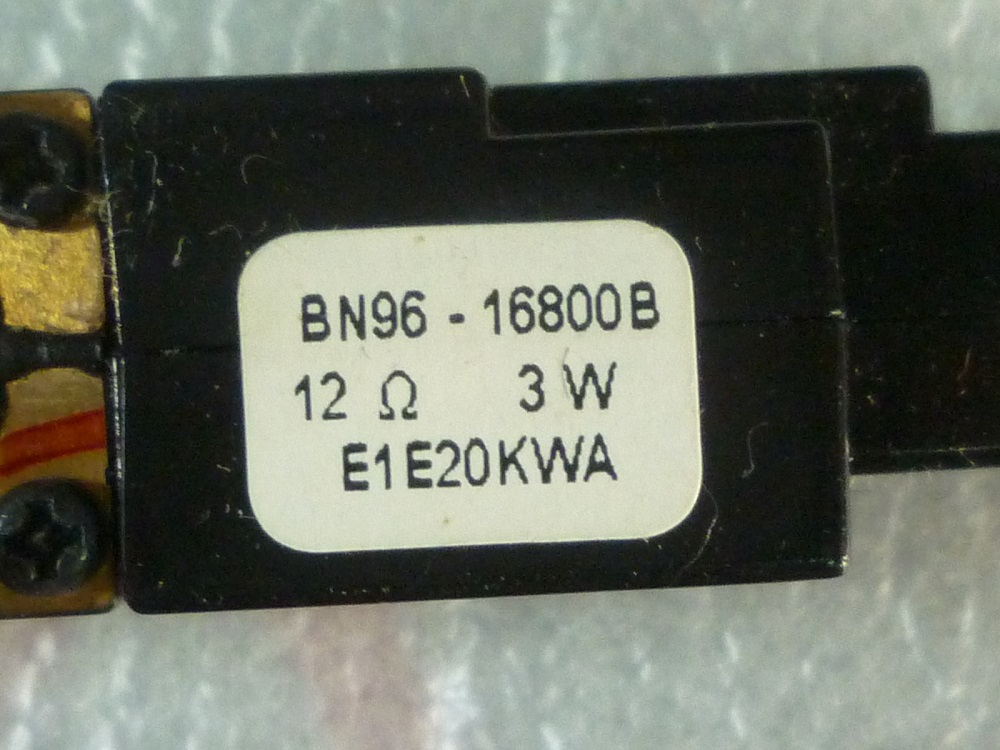 BN96 - 16800B
12 Ω 3 W
E1E20KWA